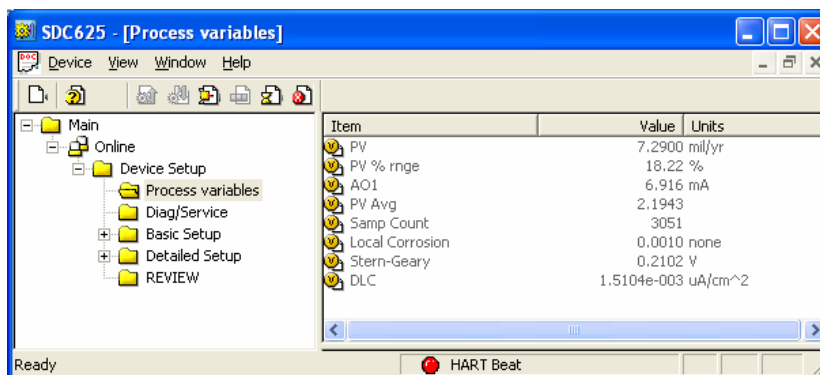 SDC625 - [Process variables]
Device View Window Help
Main
Online
Device Setup
Process variables
Diag/Service
Basic Setup
Detailed Setup
REVIEW
Item Value Units
PV 7.2900 mil/yr
PV % rnge 18.22 %
AO1 6.916 mA
PV Avg 2.1943
Samp Count 3051
Local Corrosion 0.0010 none
Stern-Geary 0.2102 V
DLC 1.5104e-003 uA/cm^2
Ready HART Beat